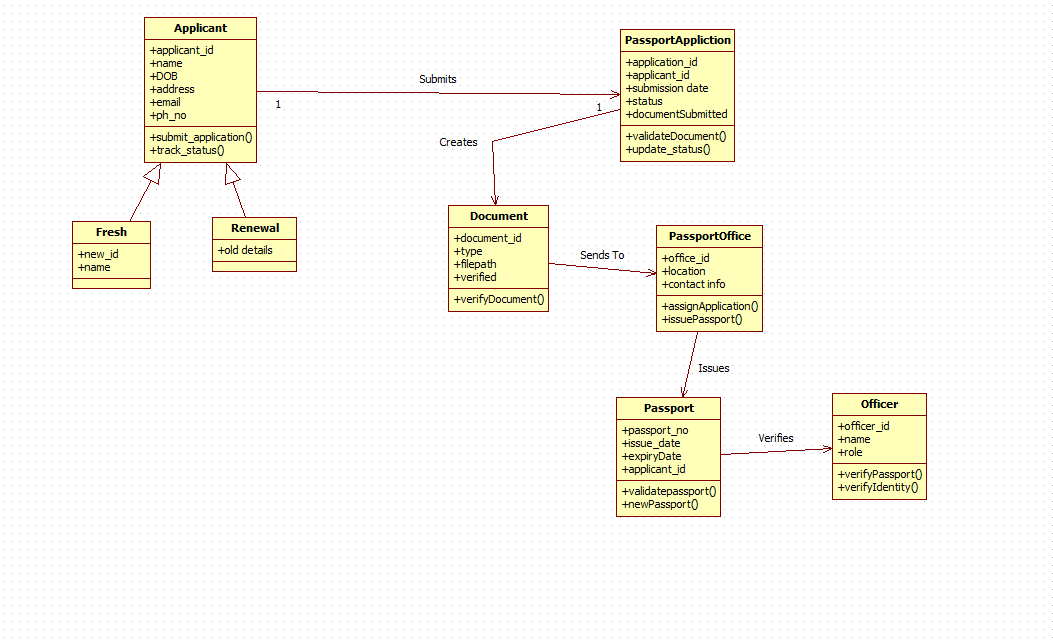 Applicant
+applicant_id
+name
+DOB
+address
+email
+ph_no
+submit_application()
+track_status()
Submits
1
1
PassportAppliction
+application_id
+applicant_id
+submission date
+status
+documentSubmitted
+validateDocument()
+update_status()
Creates
Fresh
+new_id
+name
Renewal
+old details
Document
+document_id
+type
+filepath
+verified
+verifyDocument()
Sends To
PassportOffice
+office_id
+location
+contact info
+assignApplication()
+issuePassport()
Issues
Passport
+passport_no
+issue_date
+expiryDate
+applicant_id
+validatepassport()
+newPassport()
Verifies
Officer
+officer_id
+name
+role
+verifyPassport()
+verifyIdentity()